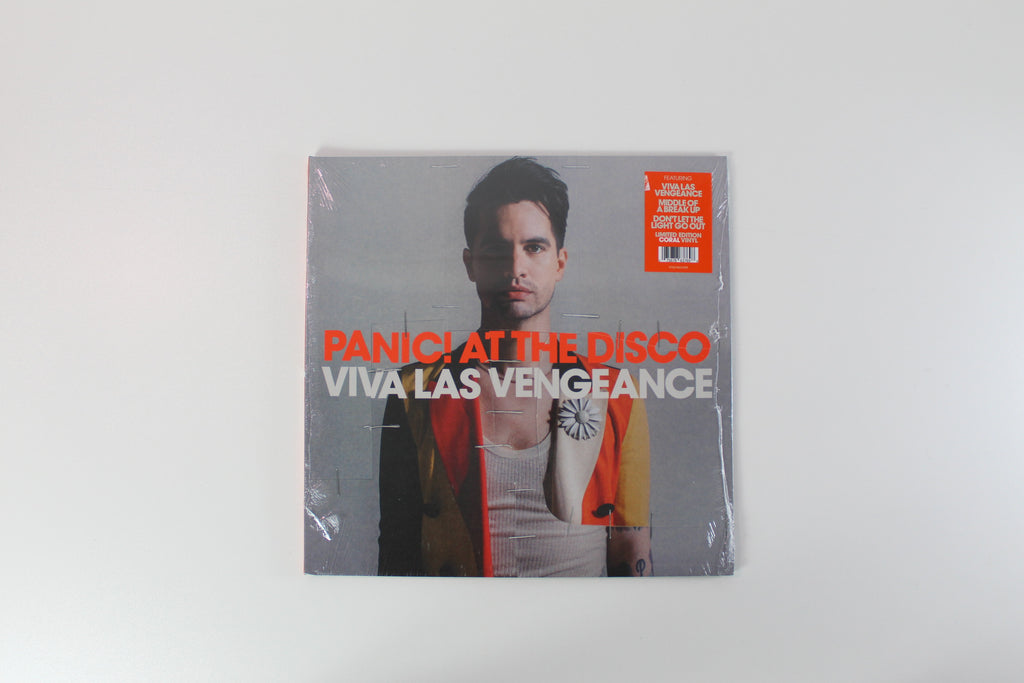 FEATURING
VIVA LAS
VENGEANCE
MIDDLE OF
A BREAK UP
DON'T LET THE
LIGHT GO OUT
LIMITED EDITION
CORAL VINYL
PANIC! AT THE DISCO
VIVA LAS VENGEANCE